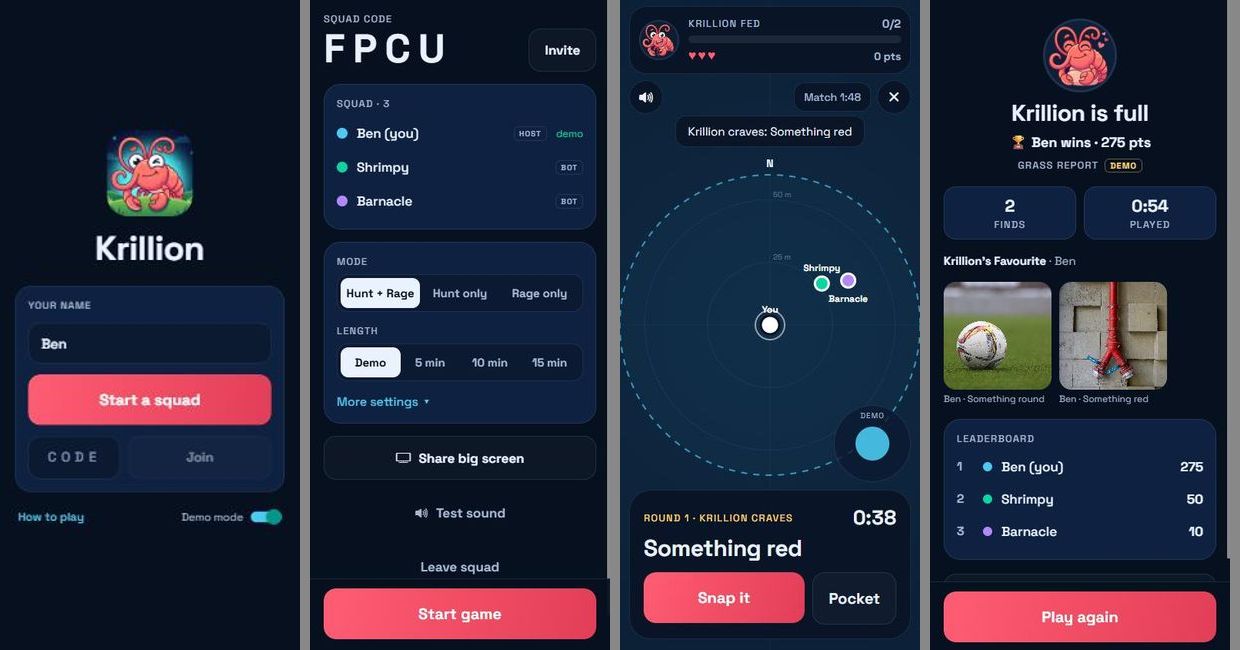 Krillion
YOUR NAME
Ben
Start a squad
CODE
Join
How to play
Demo mode
SQUAD CODE
FPCU
Invite
SQUAD · 3
Ben (you)
HOST
demo
Shrimpy
BOT
Barnacle
BOT
MODE
Hunt + Rage
Hunt only
Rage only
LENGTH
Demo
5 min
10 min
15 min
More settings ▾
Share big screen
Test sound
Leave squad
Start game
KRILLION FED
0/2
♥♥♥
0 pts
Match 1:48
✕
Krillion craves: Something red
N
50 m
25 m
Shrimpy
Barnacle
You
DEMO
ROUND 1 · KRILLION CRAVES
0:38
Something red
Snap it
Pocket
Krillion is full
🏆 Ben wins · 275 pts
GRASS REPORT
DEMO
2
FINDS
0:54
PLAYED
Krillion's Favourite · Ben
Ben · Something round
Ben · Something red
LEADERBOARD
1 Ben (you) 275
2 Shrimpy 50
3 Barnacle 10
Play again